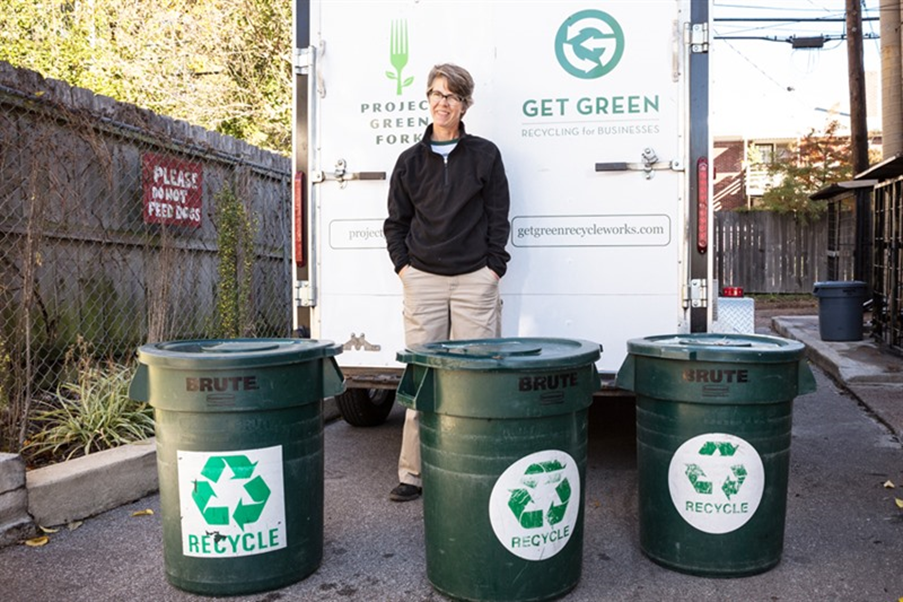 PROJECT
GREEN
FORK
GET GREEN
RECYCLING for BUSINESSES
PLEASE
DO NOT
FEED DOGS
project
getgreenrecycleworks.com
BRUTE
BRUTE
BRUTE
RECYCLE
RECYCLE
RECYCLE